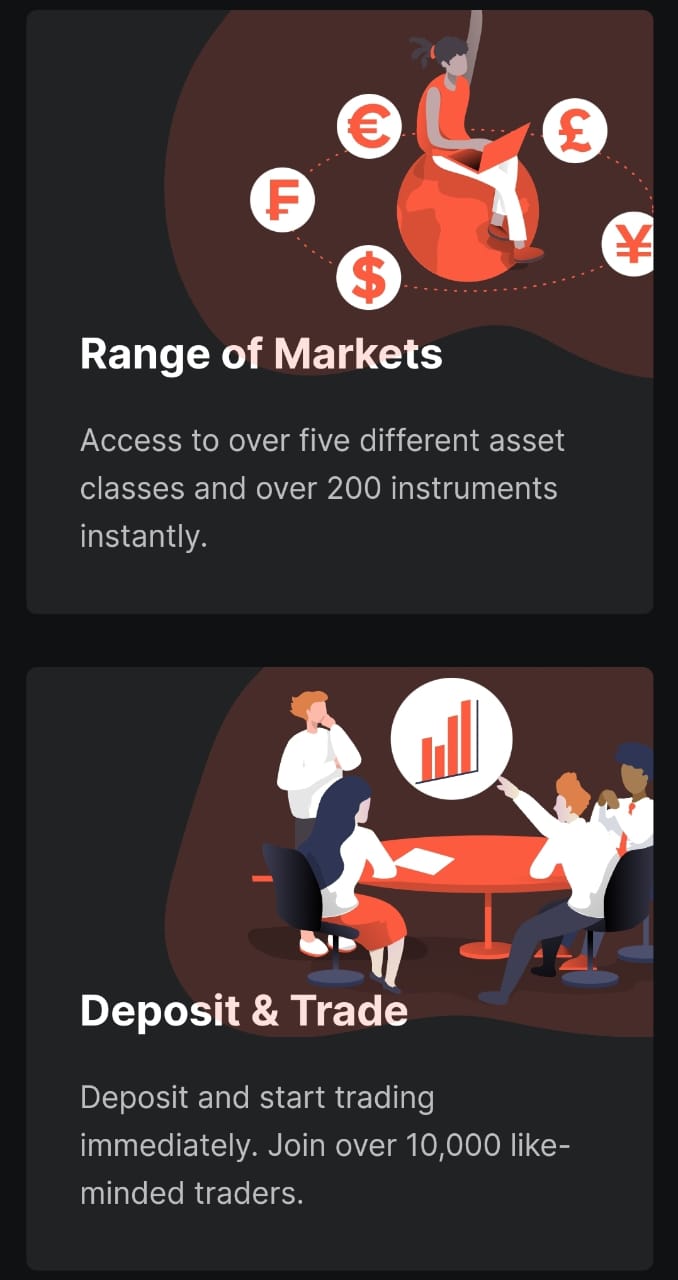 €
£
₣
¥
$
Range of Markets
Access to over five different asset
classes and over 200 instruments
instantly.
Deposit & Trade
Deposit and start trading
immediately. Join over 10,000 like-
minded traders.